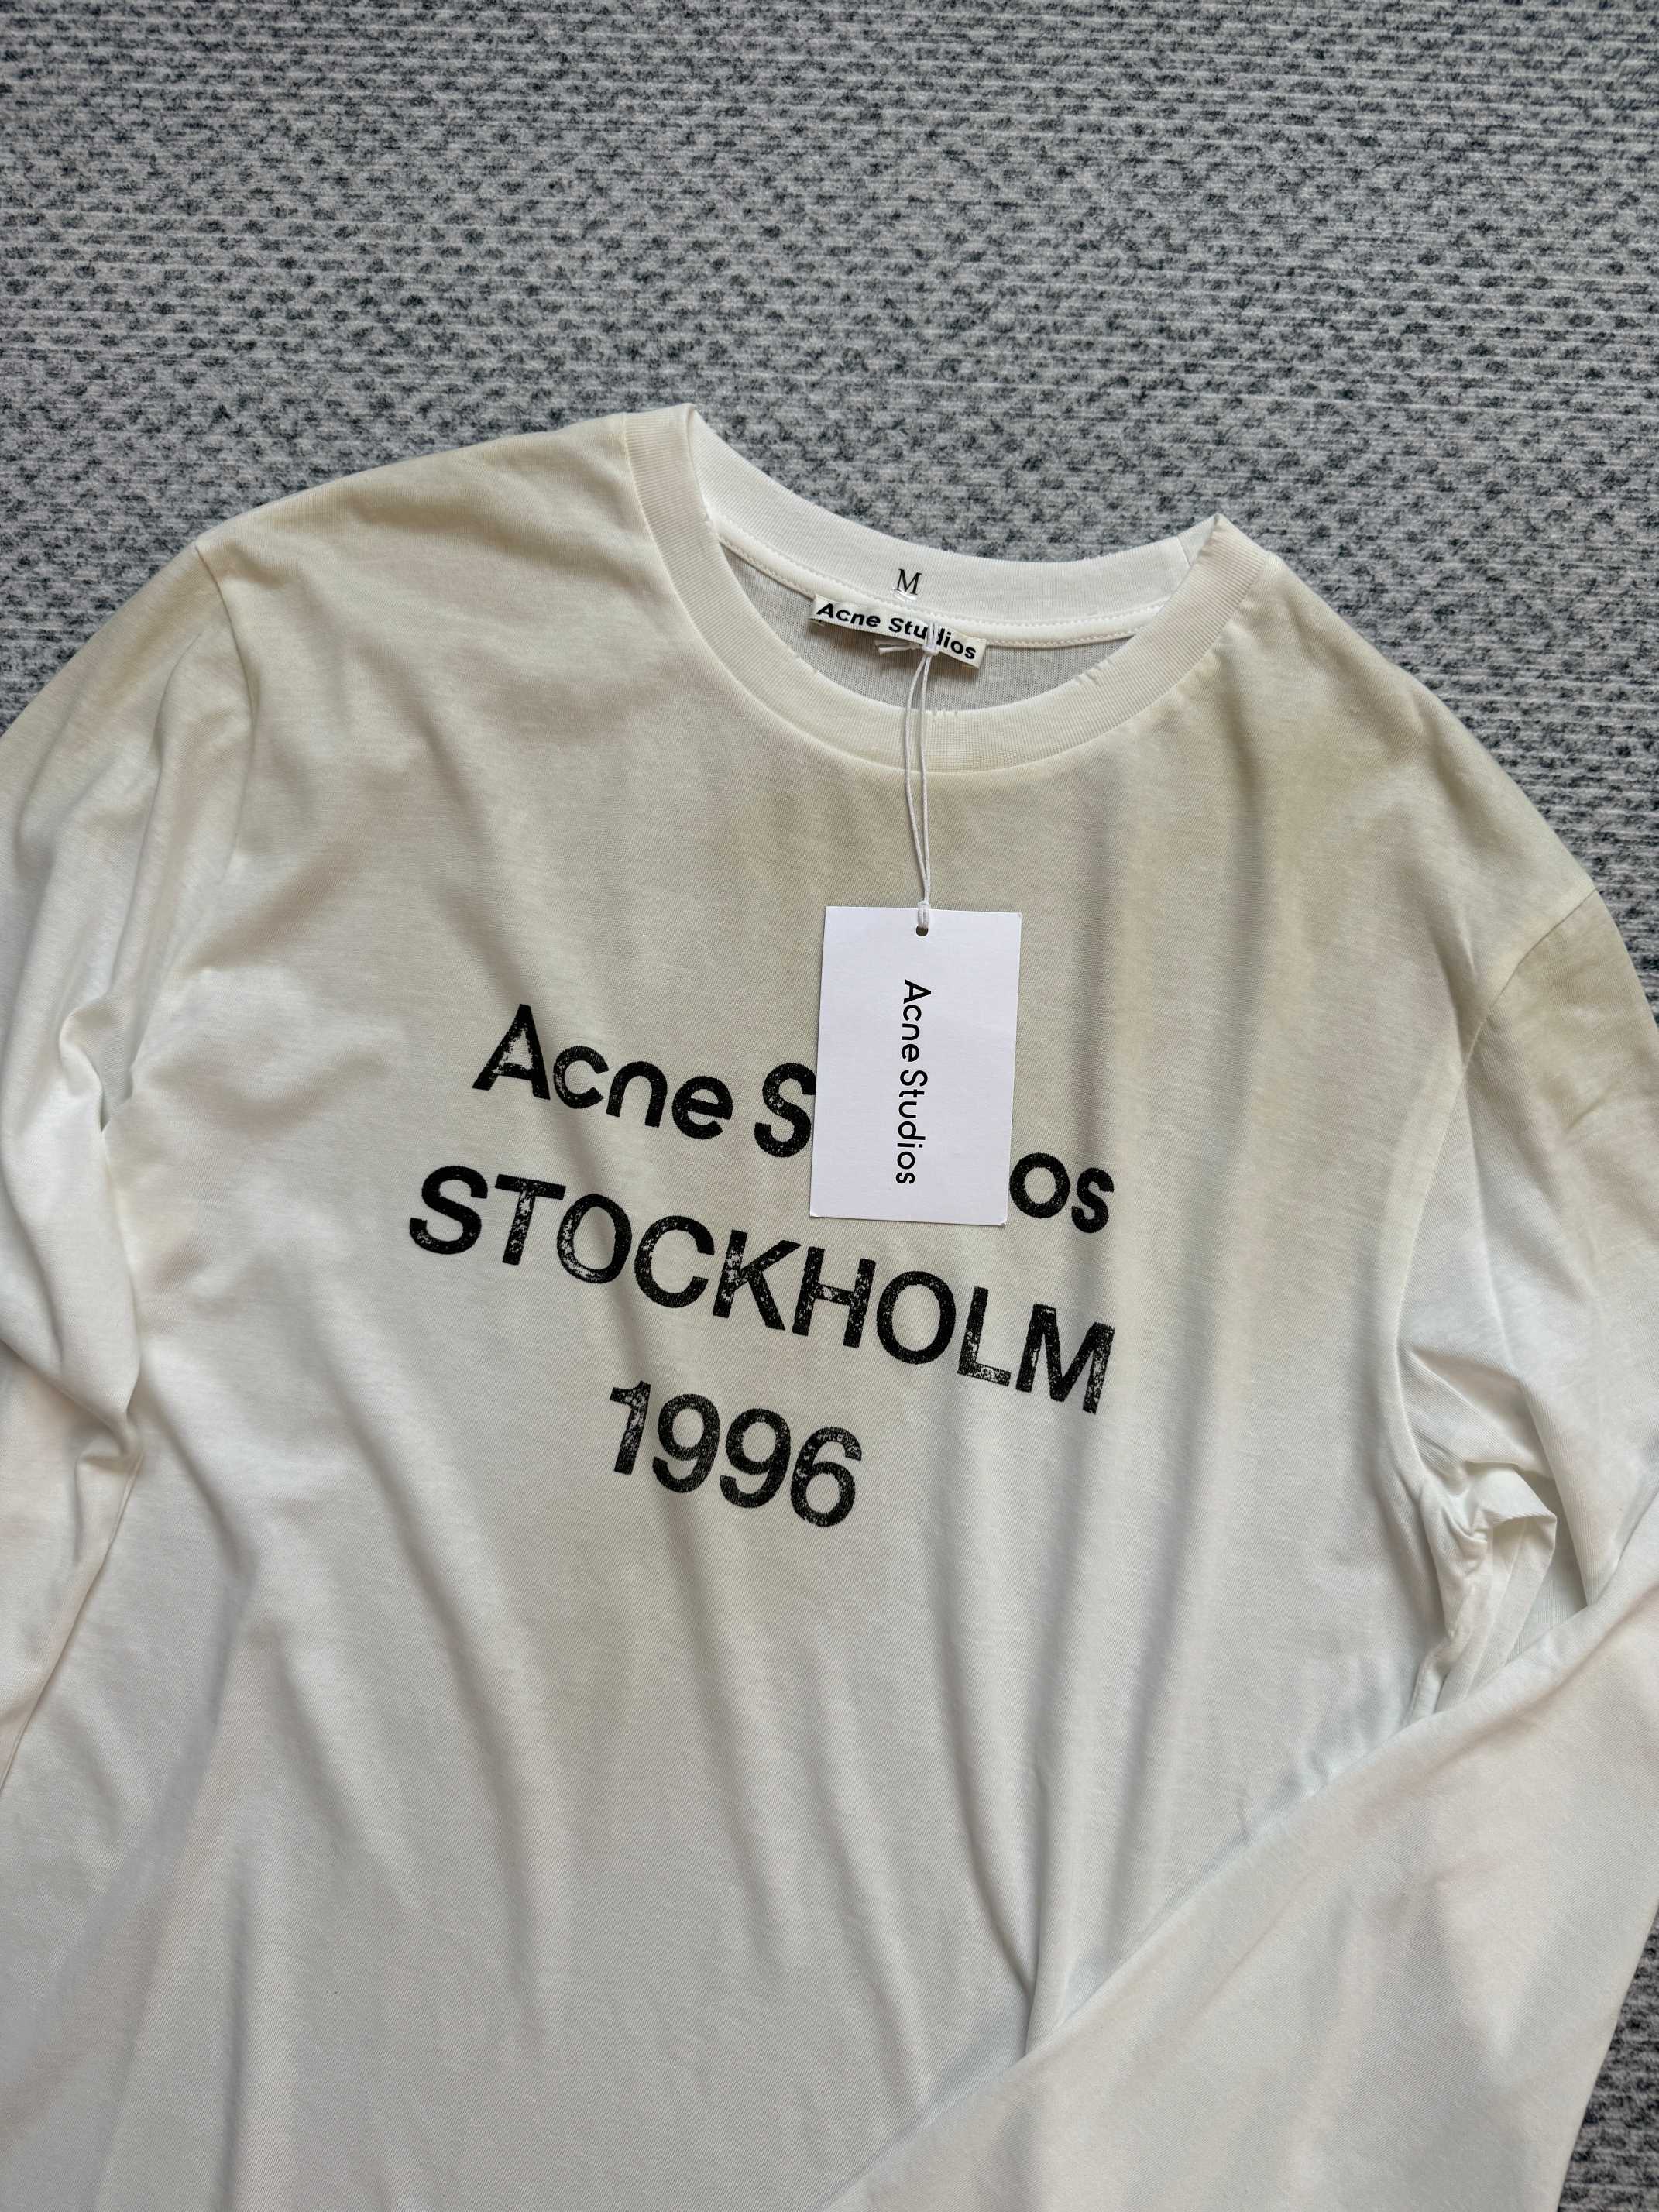 M
Acne Studios
Acne Studios
Acne S os
STOCKHOLM
1996